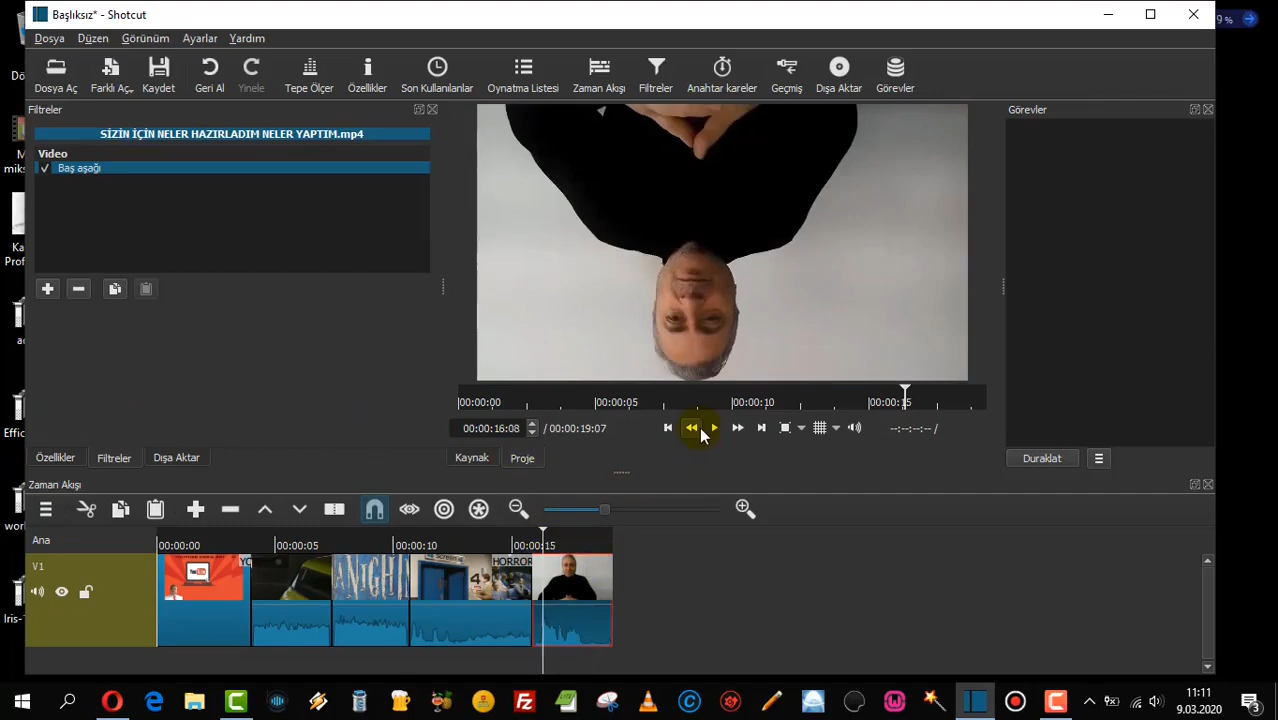 Başlıksız* - Shotcut
9 %
Dosya Düzen Görünüm Ayarlar Yardım
Dosya Aç Farklı Aç.. Kaydet Geri Al Yinele Tepe Ölçer Özellikler Son Kullanılanlar Oynatma Listesi Zaman Akışı Filtreler Anahtar kareler Geçmiş Dışa Aktar Görevler
Filtreler
Görevler
SİZİN İÇİN NELER HAZIRLADIM NELER YAPTIM.mp4
Video
Baş aşağı
00:00:00 00:00:05 00:00:10 00:00:15
00:00:16:08 / 00:00:19:07 --:--:--:-- /
Özellikler Filtreler Dışa Aktar Kaynak Proje Duraklat
Zaman Akışı
Ana 00:00:00 00:00:05 00:00:10 00:00:15
V1
ANIGH
4
HORROR
11:11
9.03.2020
3